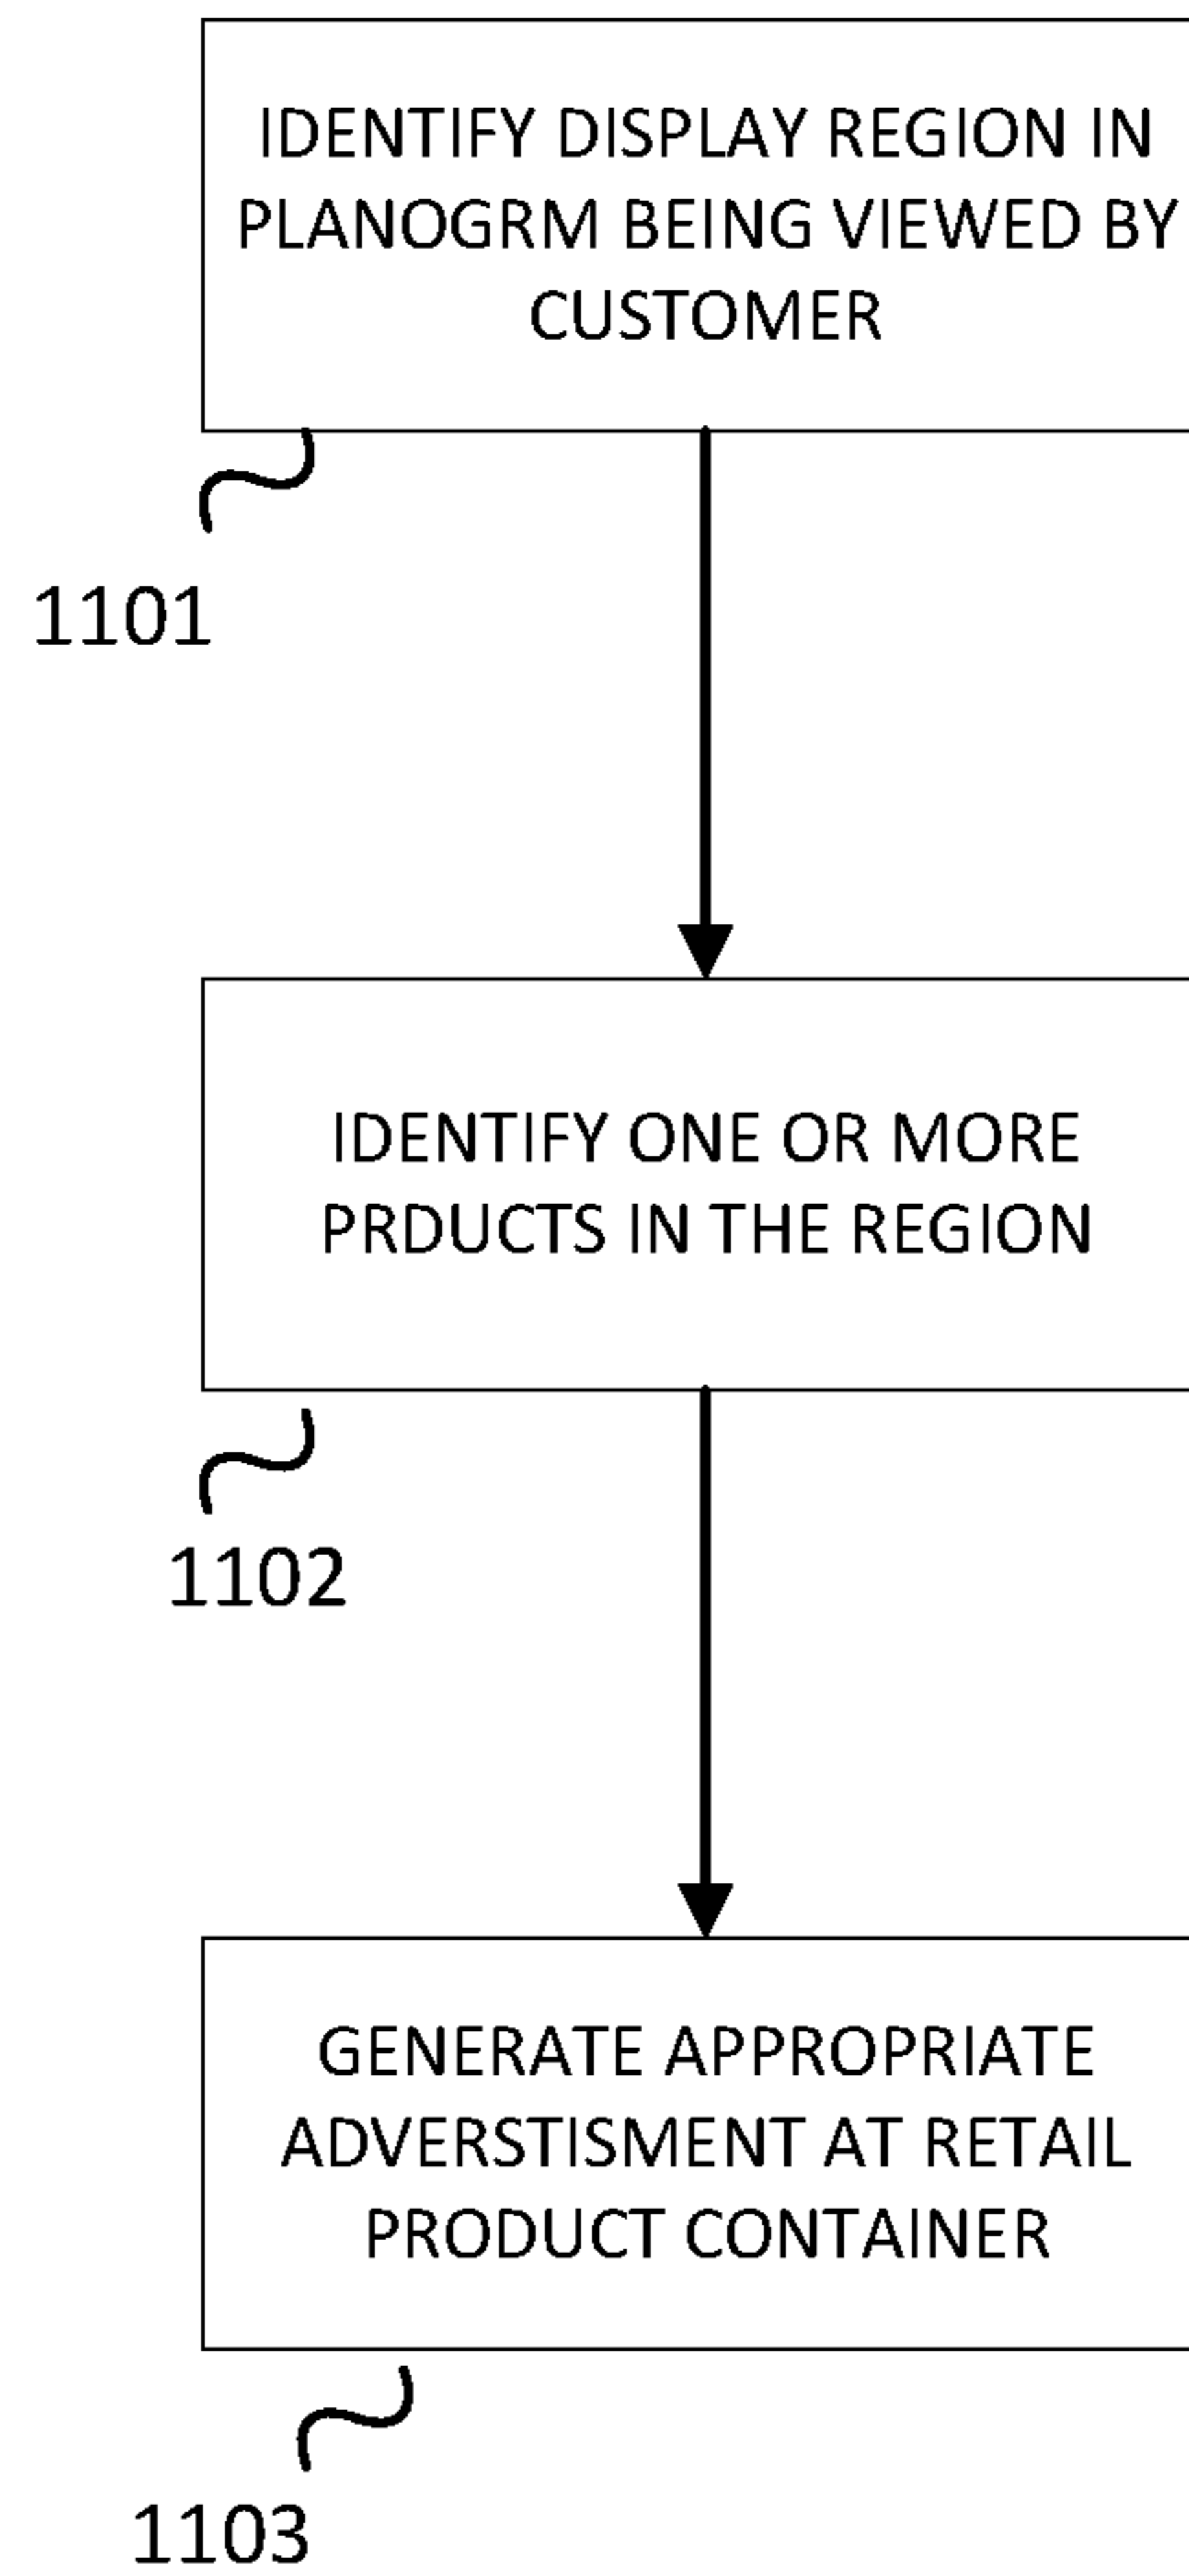 IDENTIFY DISPLAY REGION IN
PLANOGRM BEING VIEWED BY
CUSTOMER
1101
IDENTIFY ONE OR MORE
PRDUCTS IN THE REGION
1102
GENERATE APPROPRIATE
ADVERSTISMENT AT RETAIL
PRODUCT CONTAINER
1103